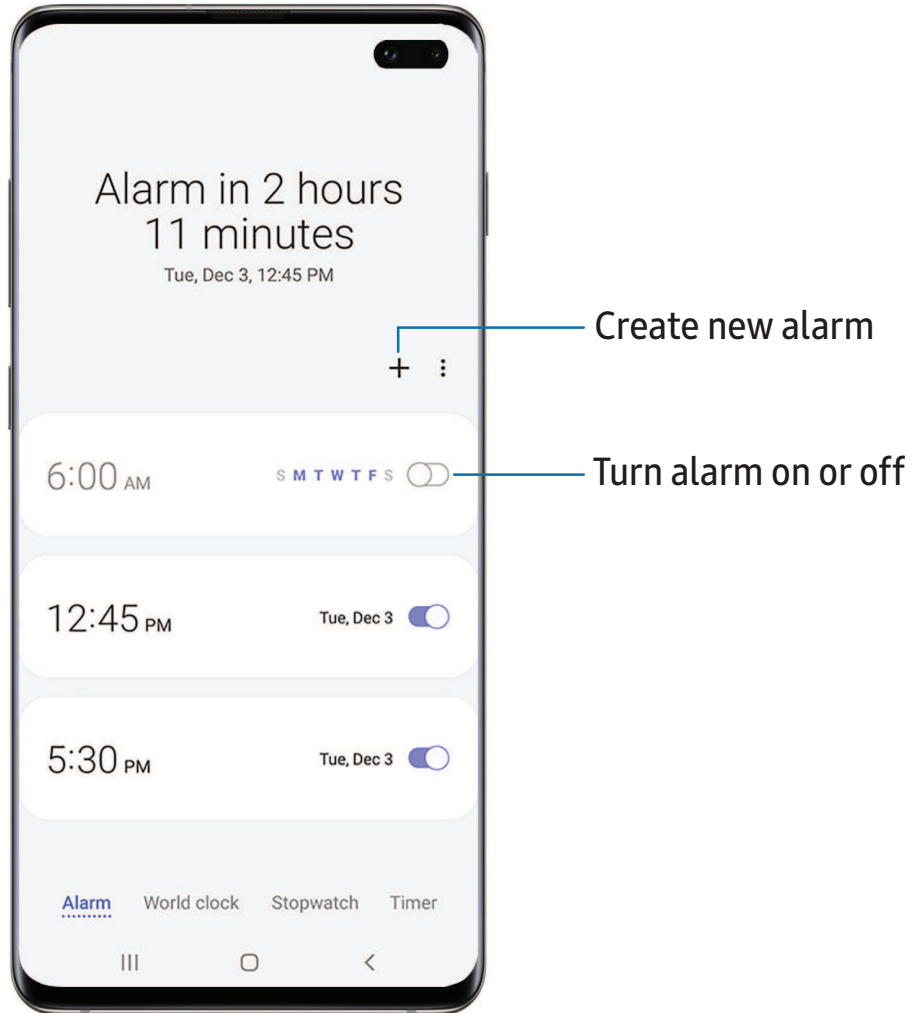 Alarm in 2 hours
11 minutes
Tue, Dec 3, 12:45 PM
Create new alarm
6:00 AM S M T W T F S
Turn alarm on or off
12:45 PM Tue, Dec 3
5:30 PM Tue, Dec 3
Alarm World clock Stopwatch Timer